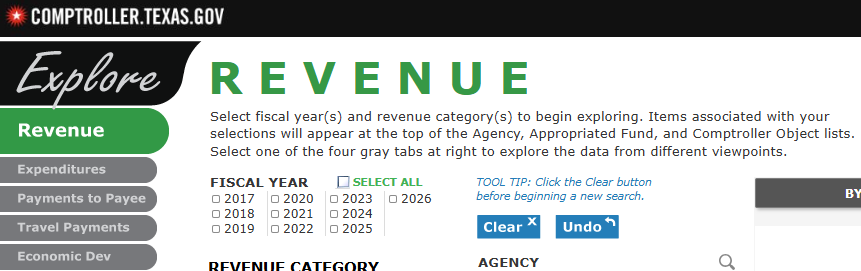 COMPTROLLER.TEXAS.GOV
Explore
REVENUE
Select fiscal year(s) and revenue category(s) to begin exploring. Items associated with your
selections will appear at the top of the Agency, Appropriated Fund, and Comptroller Object lists.
Select one of the four gray tabs at right to explore the data from different viewpoints.
Revenue
Expenditures
Payments to Payee
Travel Payments
Economic Dev
FISCAL YEAR SELECT ALL
2017 2020 2023 2026
2018 2021 2024
2019 2022 2025
TOOL TIP: Click the Clear button
before beginning a new search.
Clear X Undo
BY
REVENUE CATEGORY
AGENCY